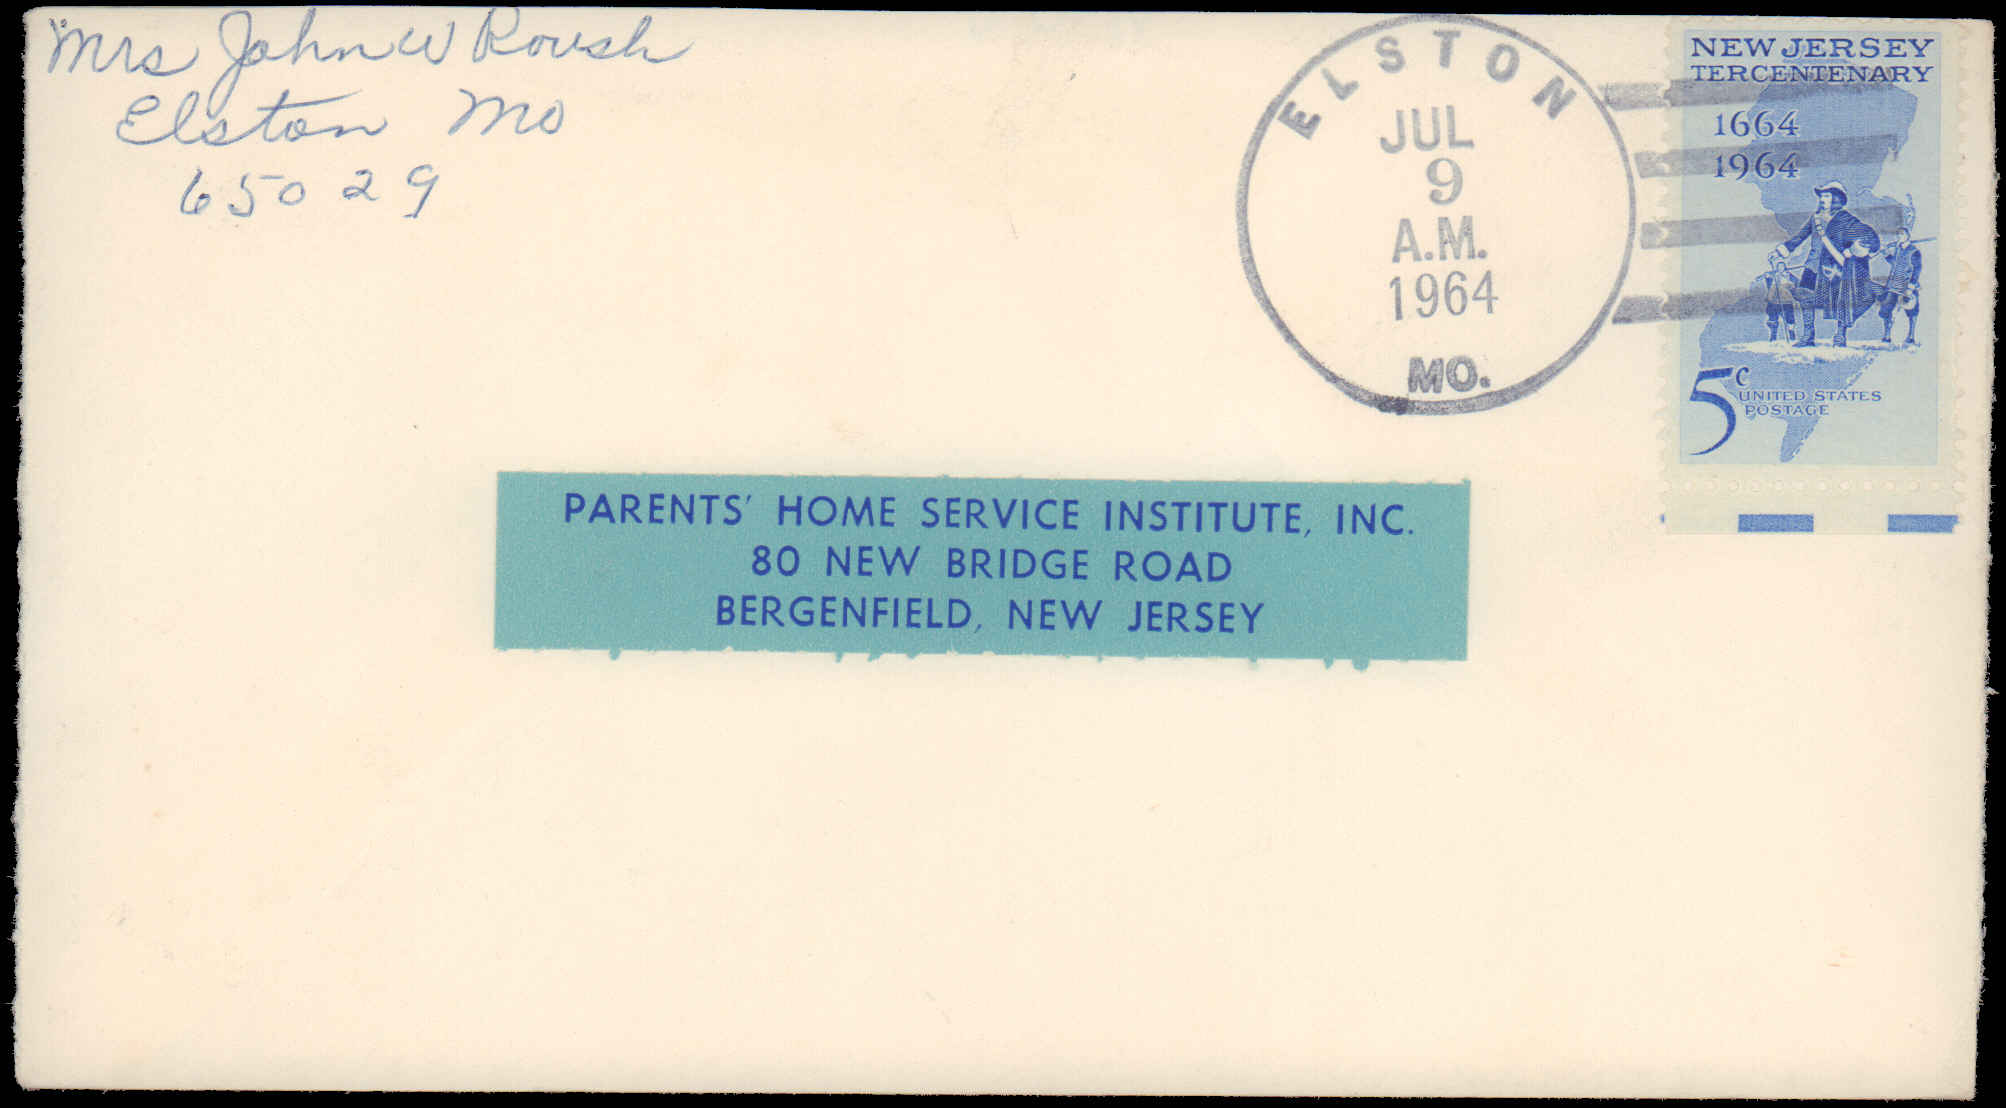 Mrs John W Roush
Elston Mo
65029
ELSTON
JUL
9
A.M.
1964
MO.
NEW JERSEY
TERCENTENARY
1664
1964
5c
UNITED STATES
POSTAGE
PARENTS' HOME SERVICE INSTITUTE, INC.
80 NEW BRIDGE ROAD
BERGENFIELD, NEW JERSEY